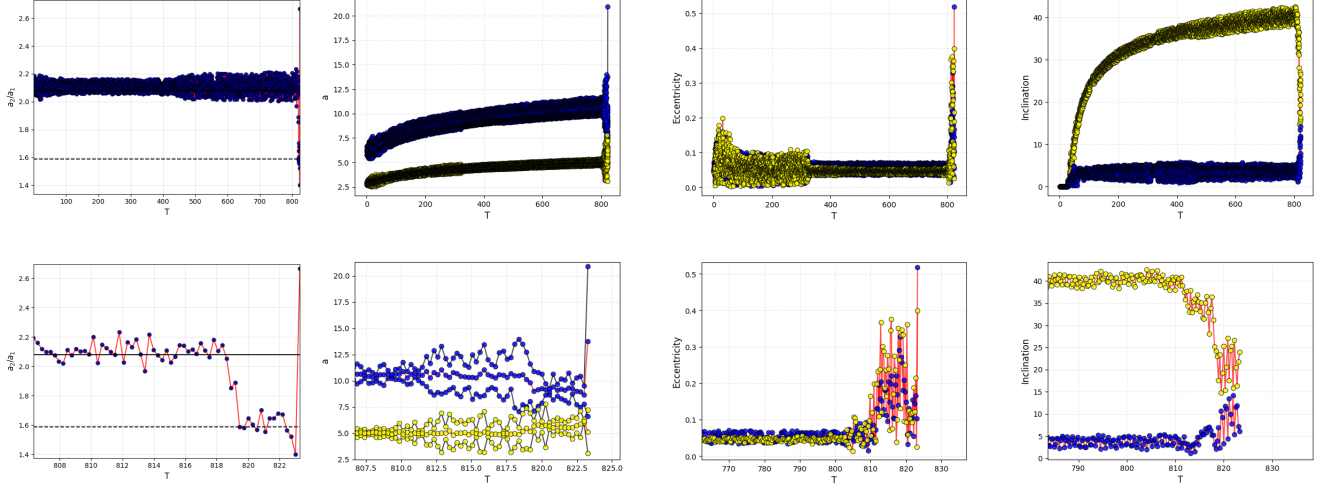 2.6
2.4
2.2
2.0
1.8
1.6
1.4
a₂/a₁
100 200 300 400 500 600 700 800
T
20.0
17.5
15.0
12.5
10.0
7.5
5.0
2.5
a
0 200 400 600 800
T
0.5
0.4
0.3
0.2
0.1
0.0
Eccentricity
0 200 400 600 800
T
40
30
20
10
0
Inclination
0 200 400 600 800
T
2.6
2.4
2.2
2.0
1.8
1.6
1.4
a₂/a₁
808 810 812 814 816 818 820 822
T
20.0
17.5
15.0
12.5
10.0
7.5
5.0
2.5
a
807.5 810.0 812.5 815.0 817.5 820.0 822.5 825.0
T
0.5
0.4
0.3
0.2
0.1
0.0
Eccentricity
770 780 790 800 810 820 830
T
40
35
30
25
20
15
10
5
0
Inclination
790 800 810 820 830
T